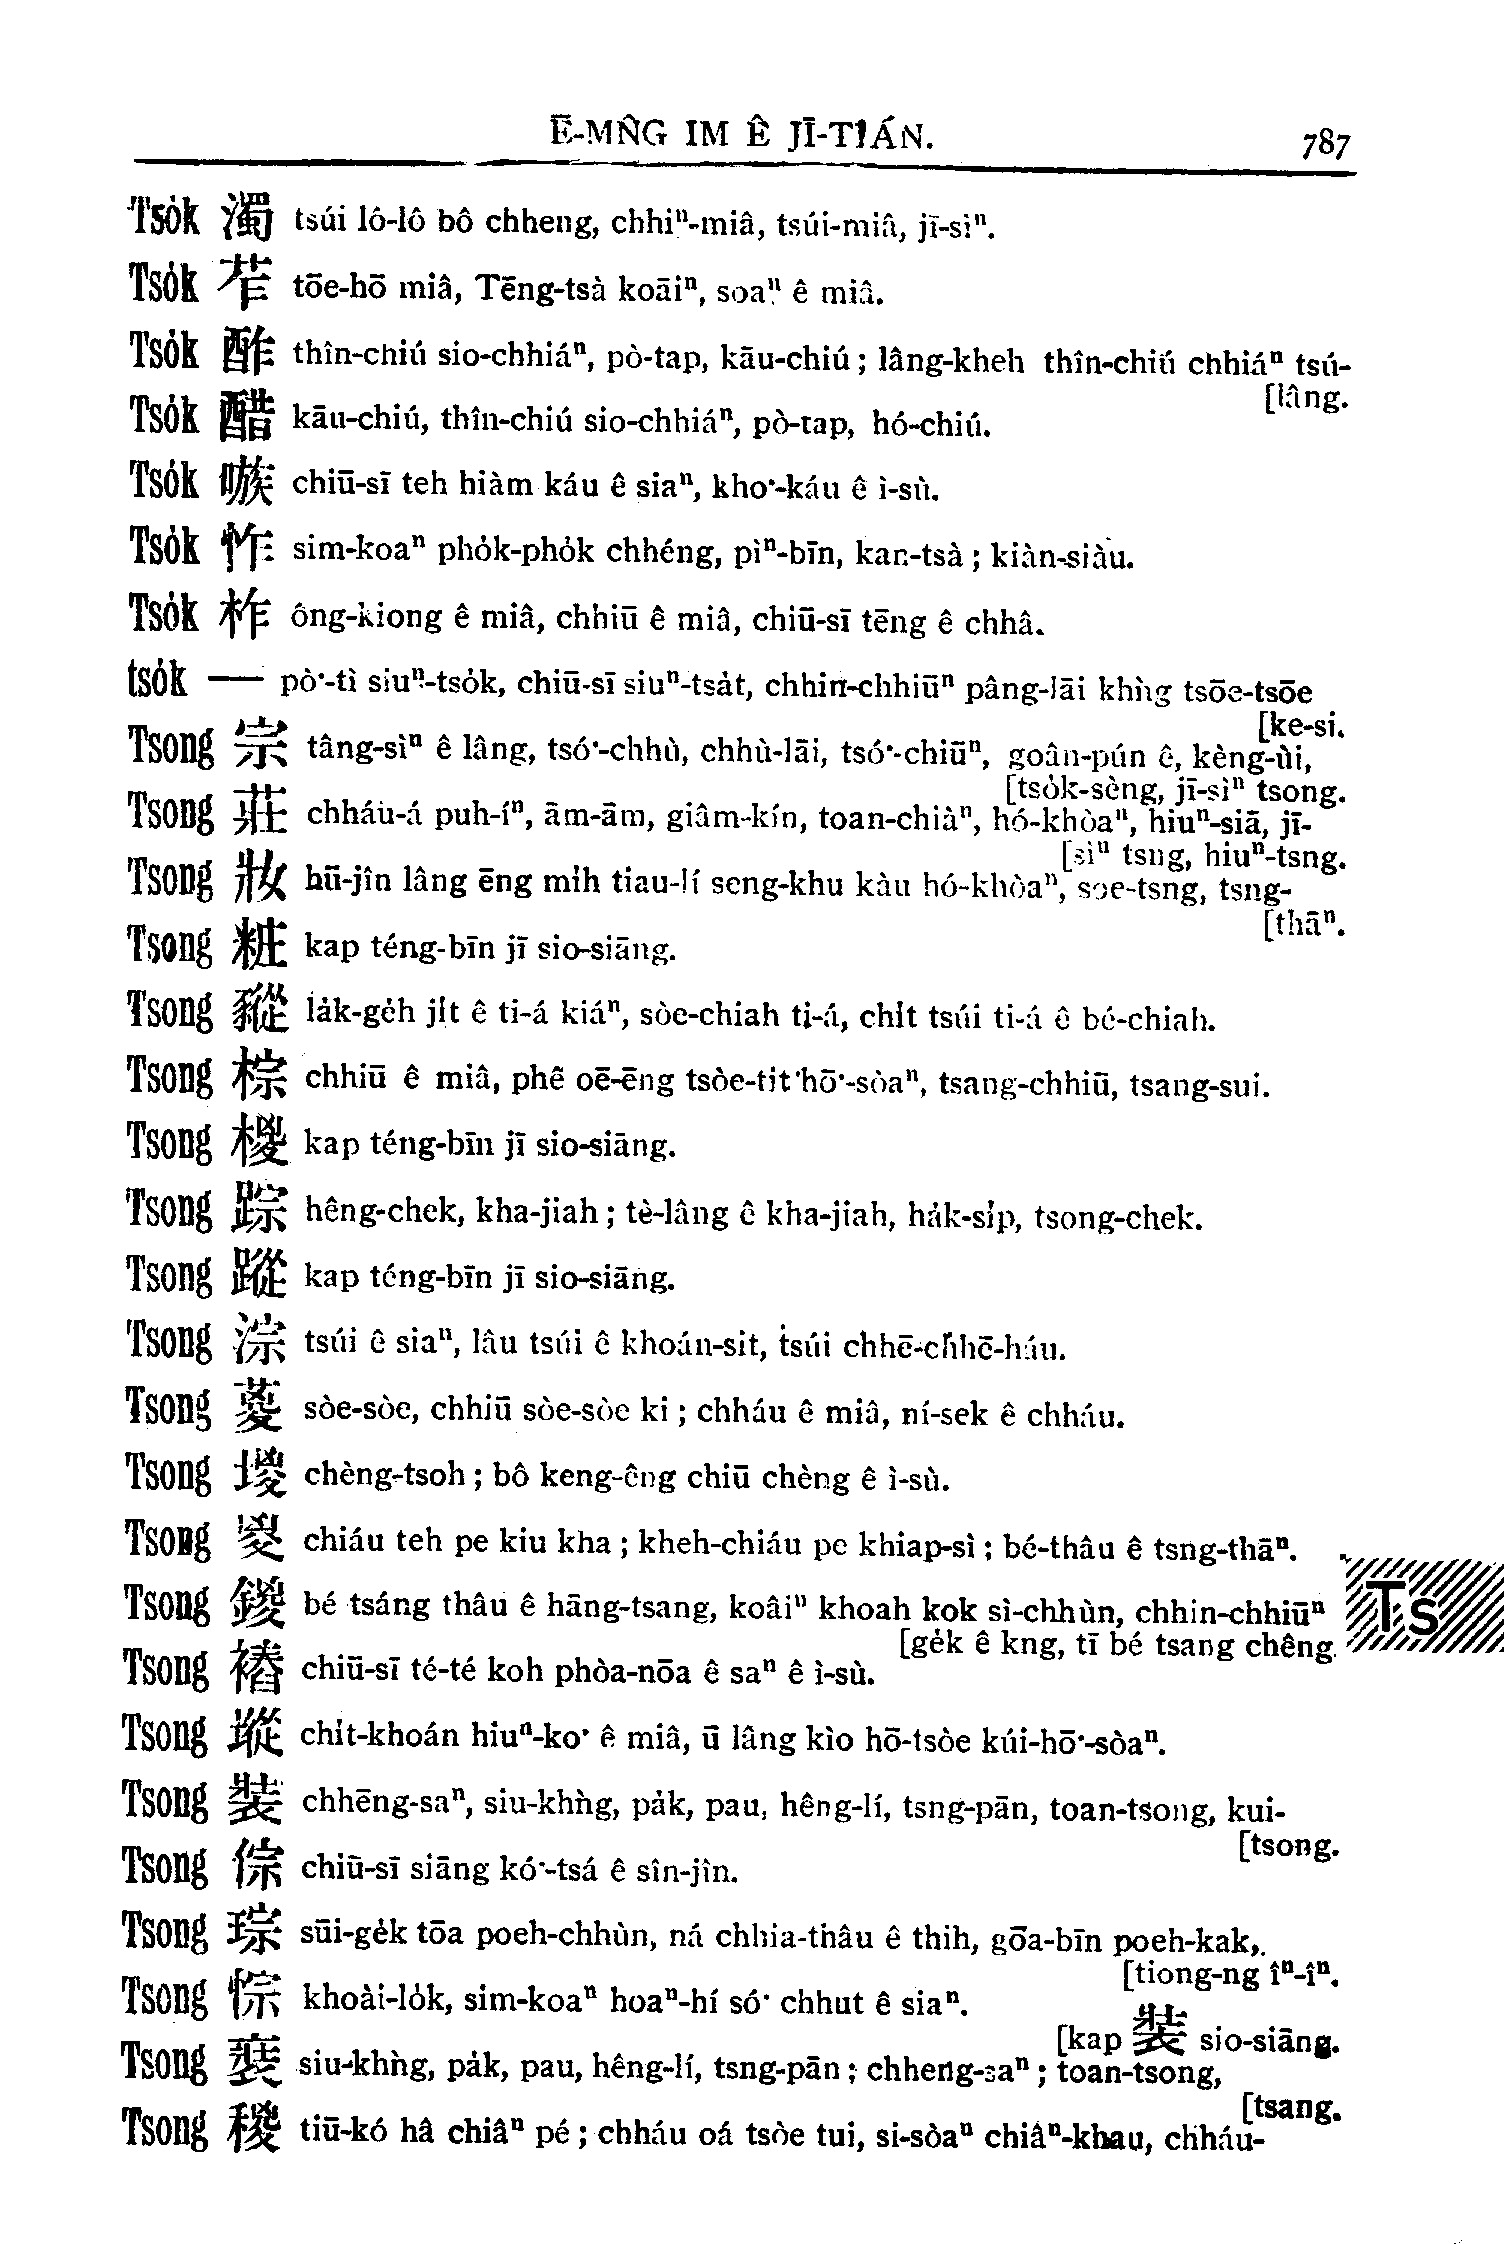 Ē-MN̂G IM Ê JĪ-TIÁN.
787
Tso̍k 濁 tsúi lô-lô bô chheng, chhiⁿ-miâ, tsúi-miâ, jī-sìⁿ.
Tso̍k 苲 tōe-hō miâ, Tēng-tsà koāiⁿ, soaⁿ ê miâ.
Tso̍k 酢 thîn-chiú sio-chhiáⁿ, pò-tap, kāu-chiú; lâng-kheh thîn-chiú chhiáⁿ tsú-
[lâng.
Tso̍k 醋 kāu-chiú, thîn-chiú sio-chhiáⁿ, pò-tap, hó-chiú.
Tso̍k 嗾 chiū-sī teh hiàm káu ê siaⁿ, kho͘-káu ê ì-sù.
Tso̍k 怍 sim-koaⁿ pho̍k-pho̍k chhéng, pìⁿ-bīn, kan-tsà; kiàn-siàu.
Tso̍k 柞 ông-kiong ê miâ, chhiū ê miâ, chiū-sī tēng ê chhâ.
tso̍k — pò͘-tì siuⁿ-tso̍k, chiū-sī siuⁿ-tsa̍t, chhin-chhiūⁿ pâng-lāi khǹg tsōe-tsōe
[ke-si.
Tsong 宗 tâng-sìⁿ ê lâng, tsó͘-chhù, chhù-lāi, tsó͘-chiūⁿ, goân-pún ê, kèng-ùi,
[tso̍k-sèng, jī-sìⁿ tsong.
Tsong 莊 chháu-á puh-íⁿ, ām-ām, giâm-kín, toan-chiàⁿ, hó-khòaⁿ, hiuⁿ-siā, jī-
[sìⁿ tsng, hiuⁿ-tsng.
Tsong 妝 hū-jîn lâng ēng mi̍h tiau-lí seng-khu kàu hó-khòaⁿ, soe-tsng, tsng-
[thāⁿ.
Tsong 粧 kap téng-bīn jī sio-siāng.
Tsong 豵 la̍k-ge̍h ji̍t ê ti-á kiáⁿ, sòe-chiah ti-á, chi̍t tsúi ti-á ê bé-chiah.
Tsong 棕 chhiū ê miâ, phê oē-ēng tsòe-tit hō͘-sòaⁿ, tsang-chhiū, tsang-sui.
Tsong 椶 kap téng-bīn jī sio-siāng.
Tsong 踪 hêng-chek, kha-jiah; tè-lâng ê kha-jiah, ha̍k-si̍p, tsong-chek.
Tsong 蹤 kap téng-bīn jī sio-siāng.
Tsong 淙 tsúi ê siaⁿ, lâu tsúi ê khoán-sit, tsúi chhē-chhē-háu.
Tsong 葼 sòe-sòe, chhiū sòe-sòe ki; chháu ê miâ, ní-sek ê chháu.
Tsong 堫 chèng-tsoh; bô keng-êng chiū chèng ê ì-sù.
Tsong 嵏 chiáu teh pe kiu kha; kheh-chiáu pe khiap-sì; bé-thâu ê tsng-thāⁿ.
Ts
Tsong 鍐 bé tsáng thâu ê hāng-tsang, koâiⁿ khoah kok sì-chhùn, chhin-chhiūⁿ
[ge̍k ê kng, tī bé tsang chêng.
Tsong chiū-sī té-té koh phòa-nōa ê saⁿ ê ì-sù.
Tsong chi̍t-khoán hiuⁿ-ko͘ ê miâ, ū lâng kìo hō-tsòe kúi-hō͘-sòaⁿ.
Tsong 裝 chhēng-saⁿ, siu-khǹg, pa̍k, pau, hêng-lí, tsng-pān, toan-tsong, kui-
[tsong.
Tsong 倧 chiū-sī siāng kó͘-tsá ê sîn-jîn.
Tsong 琮 sūi-ge̍k tōa poeh-chhùn, ná chhia-thâu ê thih, gōa-bīn poeh-kak,
[tiong-ng îⁿ-îⁿ.
Tsong 悰 khoài-lo̍k, sim-koaⁿ hoaⁿ-hí só͘ chhut ê siaⁿ.
[kap 裝 sio-siāng.
Tsong siu-khǹg, pa̍k, pau, hêng-lí, tsng-pān; chheng-saⁿ; toan-tsong,
[tsang.
Tsong 稯 tiū-kó hâ chiâⁿ pé; chháu oá tsòe tui, si-sòaⁿ chiâⁿ-khau, chháu-